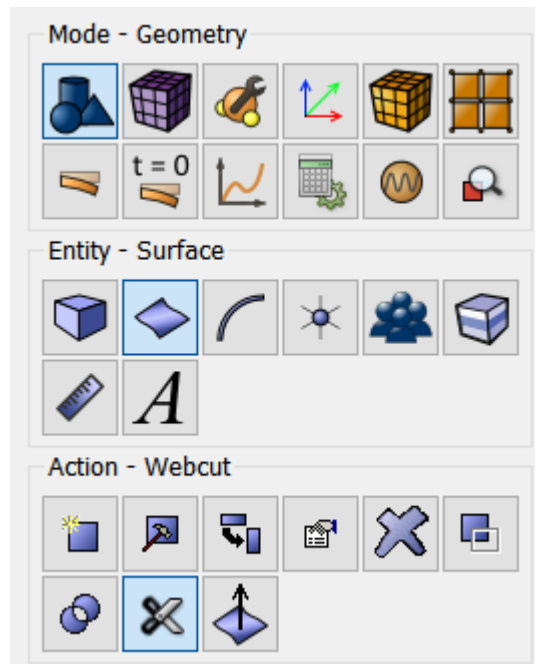 Mode - Geometry
t = 0
Entity - Surface
A
Action - Webcut